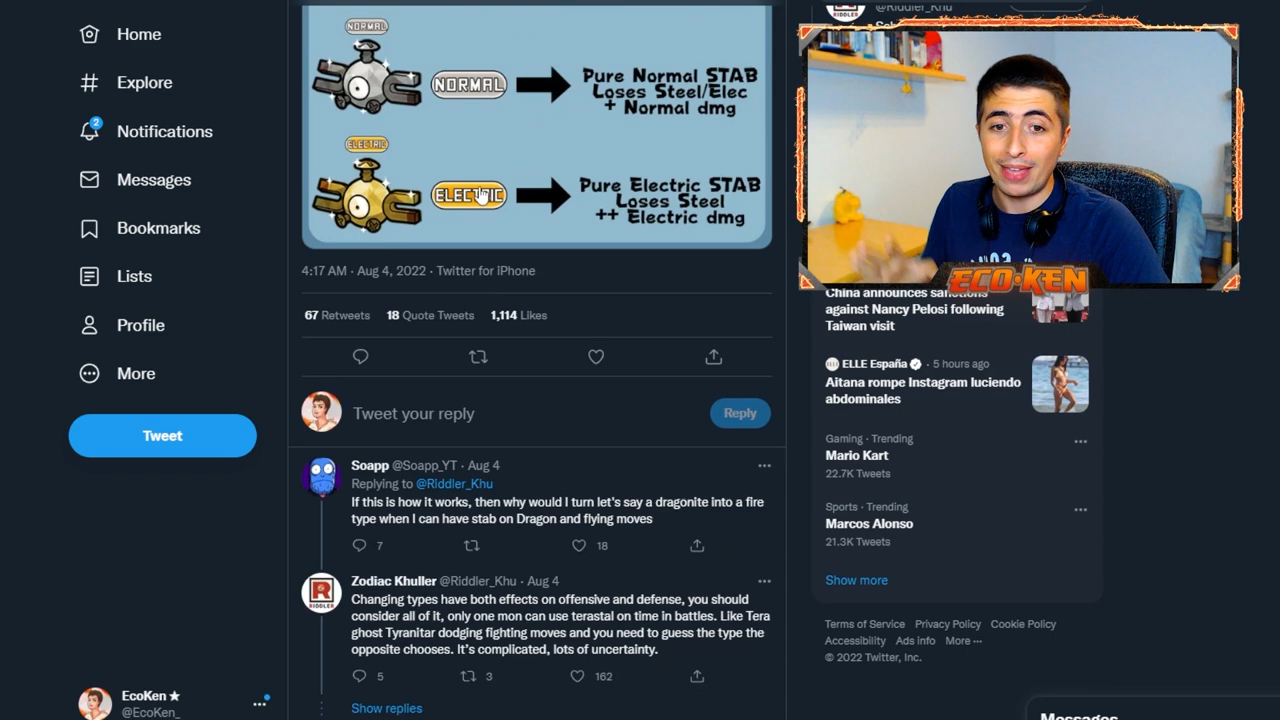 Home
Explore
2
Notifications
Messages
Bookmarks
Lists
Profile
More
Tweet
EcoKen ★
@EcoKen_
NORMAL
NORMAL
Pure Normal STAB
Loses Steel/Elec
+ Normal dmg
ELECTRIC
ELECTRIC
Pure Electric STAB
Loses Steel
++ Electric dmg
4:17 AM · Aug 4, 2022 · Twitter for iPhone
67 Retweets 18 Quote Tweets 1,114 Likes
Tweet your reply
Reply
Soapp @Soapp_YT · Aug 4
Replying to @Riddler_Khu
If this is how it works, then why would I turn let's say a dragonite into a fire
type when I can have stab on Dragon and flying moves
7 18
RIDDLER
Zodiac Khuller @Riddler_Khu · Aug 4
Changing types have both effects on offensive and defense, you should
consider all of it, only one mon can use terastal on time in battles. Like Tera
ghost Tyranitar dodging fighting moves and you need to guess the type the
opposite chooses. It's complicated, lots of uncertainty.
5 3 162
Show replies
RIDDLER
@Riddler_Khu
ECO·KEN
China announces sanctions
against Nancy Pelosi following
Taiwan visit
ELLE España · 5 hours ago
Aitana rompe Instagram luciendo
abdominales
Gaming · Trending
Mario Kart
22.7K Tweets
Sports · Trending
Marcos Alonso
21.3K Tweets
Show more
Terms of Service Privacy Policy Cookie Policy
Accessibility Ads info More ···
© 2022 Twitter, Inc.
Messages